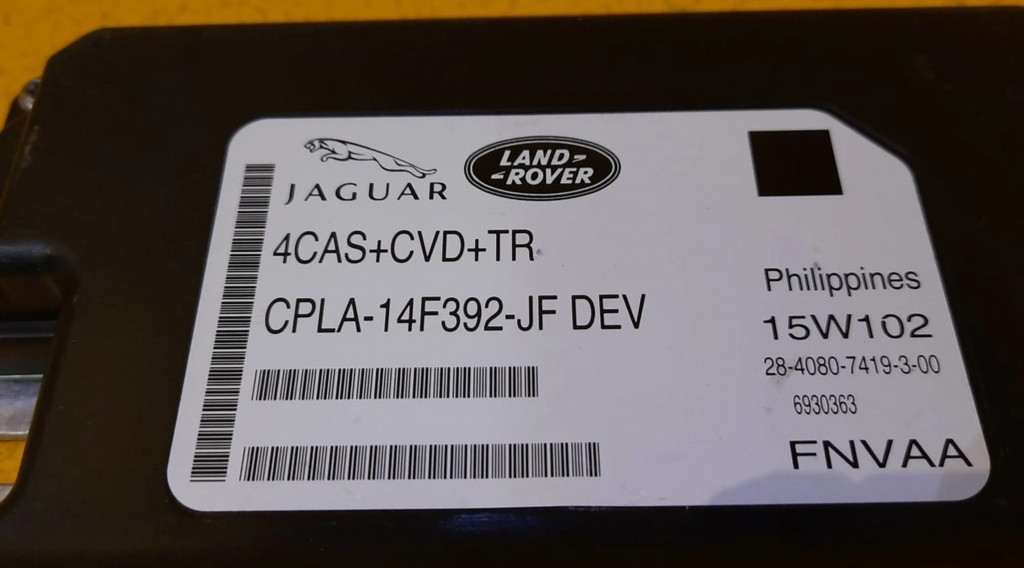 JAGUAR
LAND-
-ROVER
4CAS+CVD+TR
CPLA-14F392-JF DEV
Philippines
15W102
28-4080-7419-3-00
6930363
FNVAA